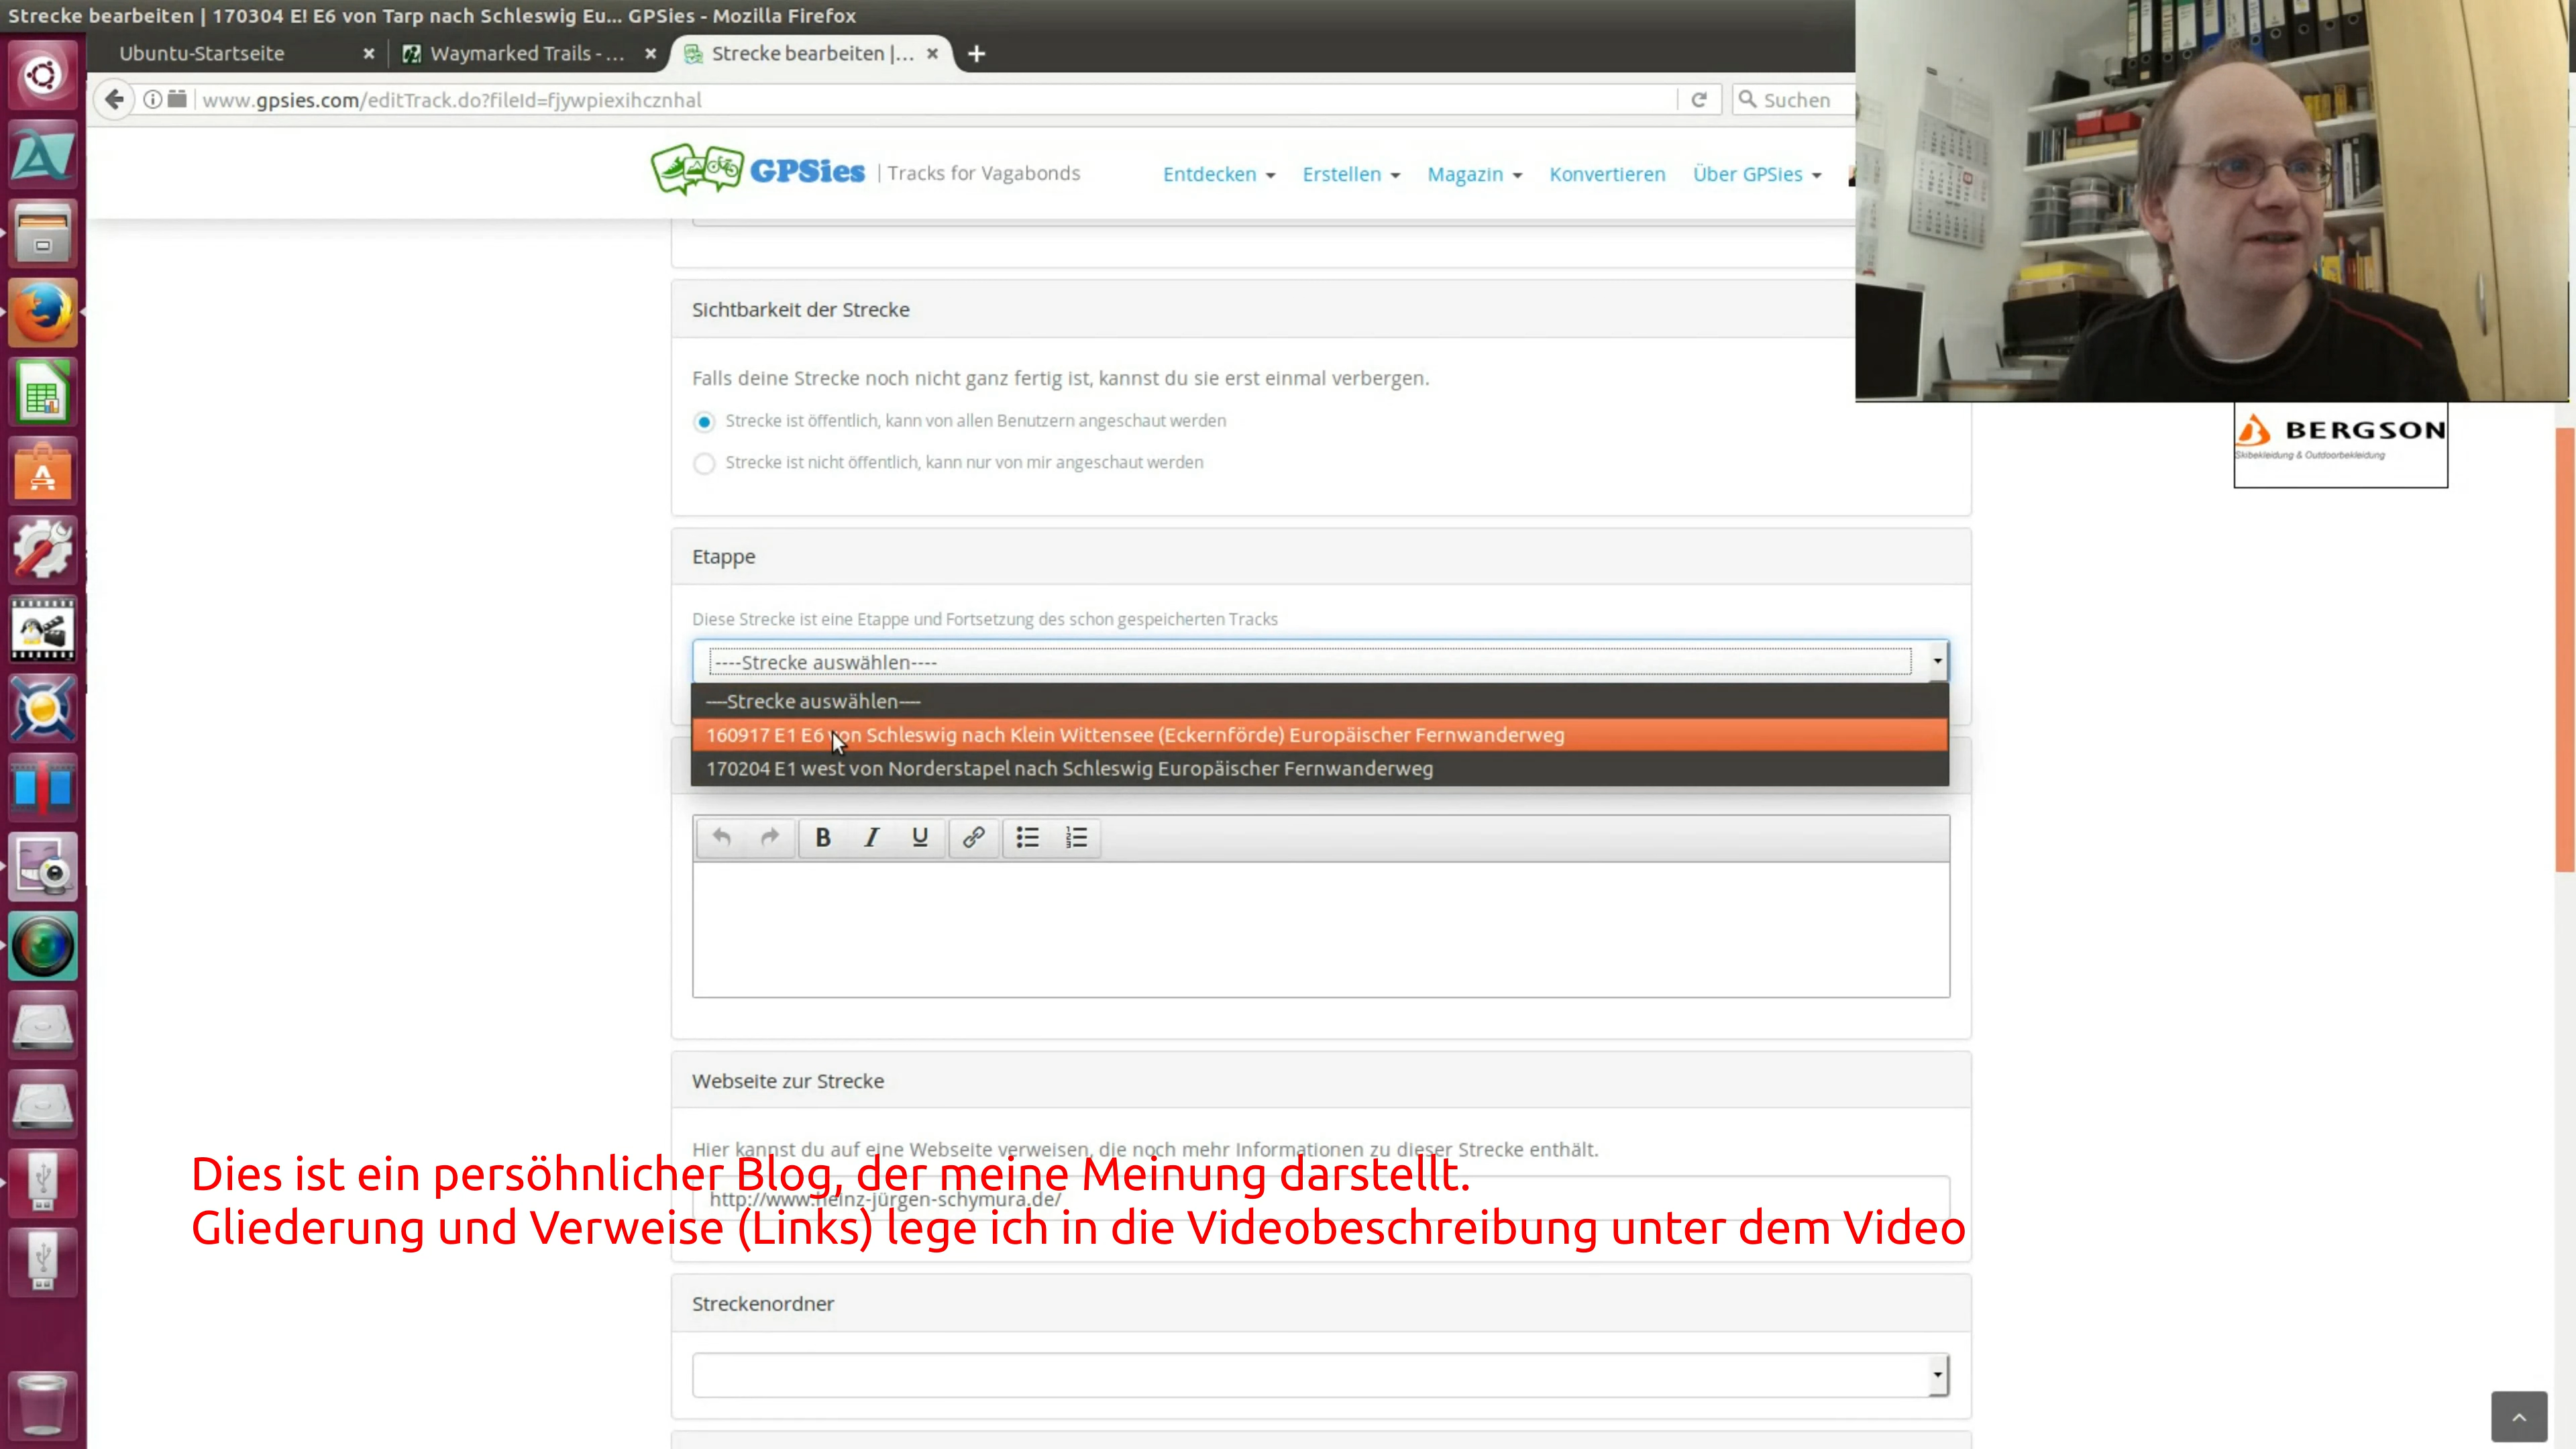 Strecke bearbeiten | 170304 E! E6 von Tarp nach Schleswig Eu... GPSies - Mozilla Firefox
Ubuntu-Startseite
Waymarked Trails - ...
Strecke bearbeiten |...
www.gpsies.com/editTrack.do?fileId=fjywpiexihcznhal
Suchen
GPSies | Tracks for Vagabonds
Entdecken
Erstellen
Magazin
Konvertieren
Über GPSies
Sichtbarkeit der Strecke
Falls deine Strecke noch nicht ganz fertig ist, kannst du sie erst einmal verbergen.
Strecke ist öffentlich, kann von allen Benutzern angeschaut werden
Strecke ist nicht öffentlich, kann nur von mir angeschaut werden
BERGSON
Skibekleidung & Outdoorbekleidung
Etappe
Diese Strecke ist eine Etappe und Fortsetzung des schon gespeicherten Tracks
----Strecke auswählen----
----Strecke auswählen----
160917 E1 E6 von Schleswig nach Klein Wittensee (Eckernförde) Europäischer Fernwanderweg
170204 E1 west von Norderstapel nach Schleswig Europäischer Fernwanderweg
B I U
Webseite zur Strecke
Hier kannst du auf eine Webseite verweisen, die noch mehr Informationen zu dieser Strecke enthält.
Dies ist ein persöhnlicher Blog, der meine Meinung darstellt.
http://www.heinz-jürgen-schymura.de/
Gliederung und Verweise (Links) lege ich in die Videobeschreibung unter dem Video
Streckenordner